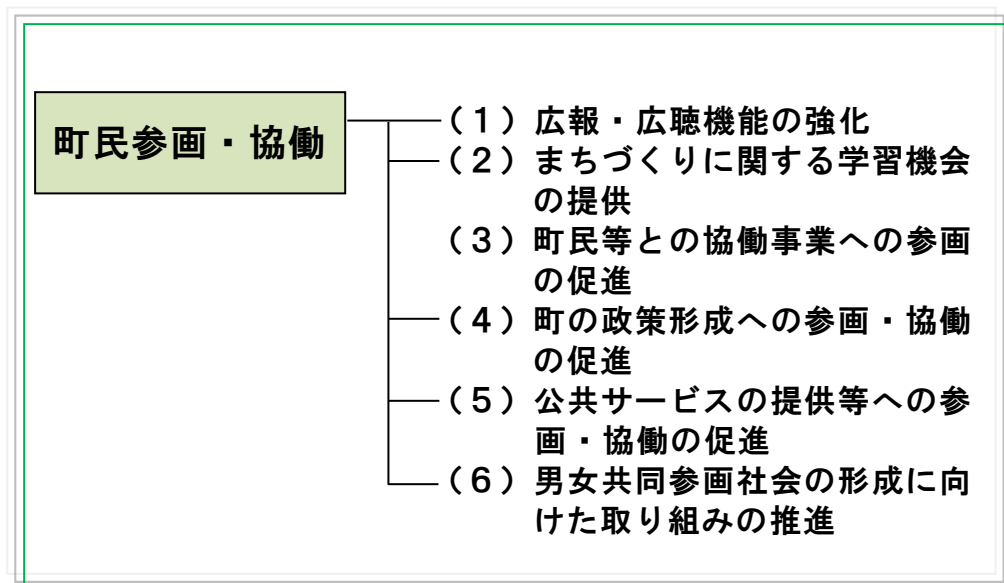 町民参画・協働
（１）広報・広聴機能の強化
（２）まちづくりに関する学習機会
の提供
（３）町民等との協働事業への参画
の促進
（４）町の政策形成への参画・協働
の促進
（５）公共サービスの提供等への参
画・協働の促進
（６）男女共同参画社会の形成に向
けた取り組みの推進